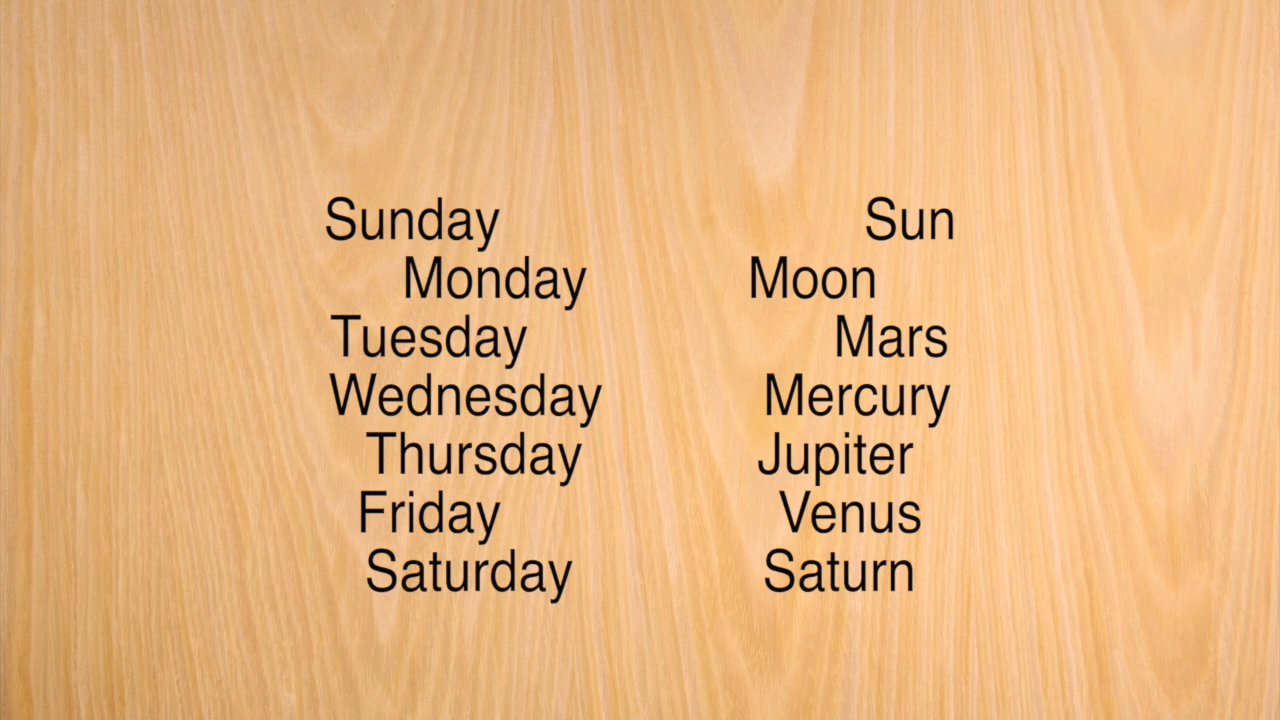 Sunday Sun
Monday Moon
Tuesday Mars
Wednesday Mercury
Thursday Jupiter
Friday Venus
Saturday Saturn